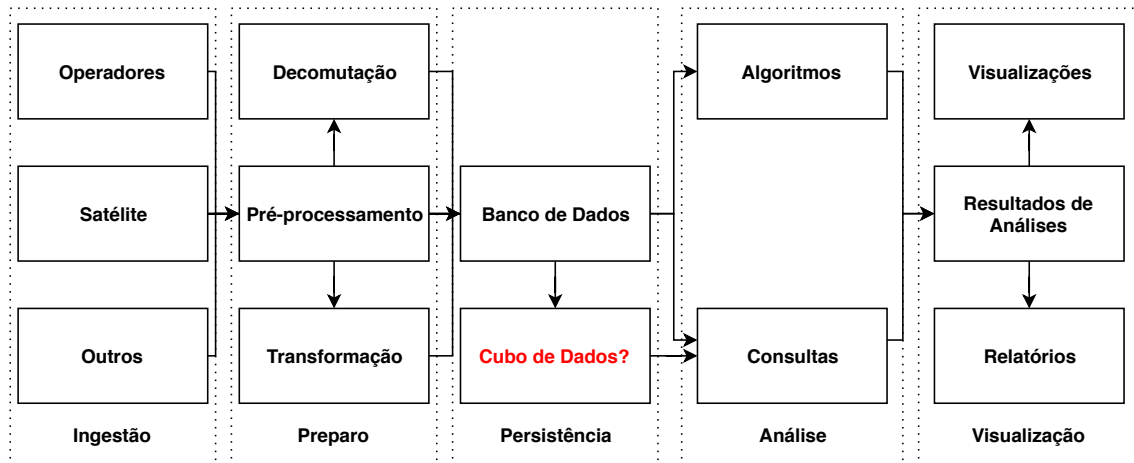 Operadores
Satélite
Outros
Ingestão
Decomutação
Pré-processamento
Transformação
Preparo
Banco de Dados
Cubo de Dados?
Persistência
Algoritmos
Consultas
Análise
Visualizações
Resultados de
Análises
Relatórios
Visualização